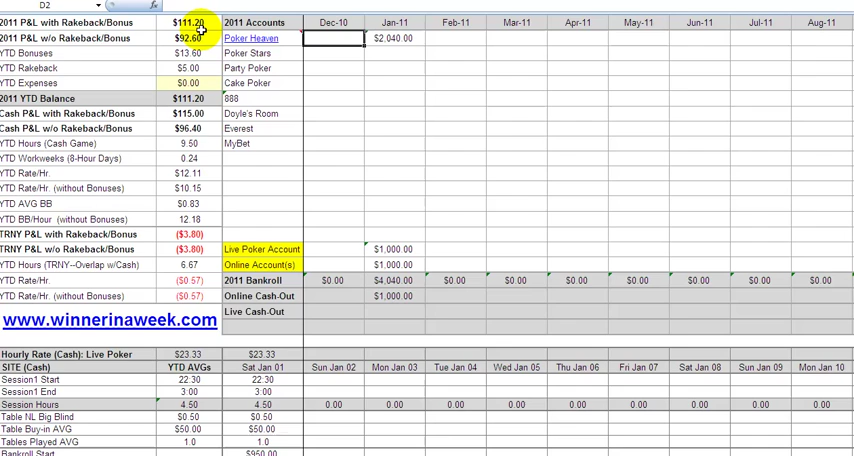 D2 fx
2011 P&L with Rakeback/Bonus $111.20 2011 Accounts Dec-10 Jan-11 Feb-11 Mar-11 Apr-11 May-11 Jun-11 Jul-11 Aug-11
2011 P&L w/o Rakeback/Bonus $92.60 Poker Heaven $2,040.00
YTD Bonuses $13.60 Poker Stars
YTD Rakeback $5.00 Party Poker
YTD Expenses $0.00 Cake Poker
2011 YTD Balance $111.20 888
Cash P&L with Rakeback/Bonus $115.00 Doyle's Room
Cash P&L w/o Rakeback/Bonus $96.40 Everest
YTD Hours (Cash Game) 9.50 MyBet
YTD Workweeks (8-Hour Days) 0.24
YTD Rate/Hr. $12.11
YTD Rate/Hr. (without Bonuses) $10.15
YTD AVG BB $0.83
YTD BB/Hour (without Bonuses) 12.18
TRNY P&L with Rakeback/Bonus ($3.80)
TRNY P&L w/o Rakeback/Bonus ($3.80) Live Poker Account $1,000.00
YTD Hours (TRNY--Overlap w/Cash) 6.67 Online Account(s) $1,000.00
YTD Rate/Hr. ($0.57) 2011 Bankroll $0.00 $4,040.00 $0.00 $0.00 $0.00 $0.00 $0.00 $0.00 $0.00
YTD Rate/Hr. (without Bonuses) ($0.57) Online Cash-Out $1,000.00
Live Cash-Out
www.winnerinaweek.com
Hourly Rate (Cash): Live Poker $23.33 $23.33
SITE (Cash) YTD AVGs Sat Jan 01 Sun Jan 02 Mon Jan 03 Tue Jan 04 Wed Jan 05 Thu Jan 06 Fri Jan 07 Sat Jan 08 Sun Jan 09 Mon Jan 10
Session1 Start 22:30 22:30
Session1 End 3:00 3:00
Session Hours 4.50 4.50 0.00 0.00 0.00 0.00 0.00 0.00 0.00 0.00 0.00
Table NL Big Blind $0.50 $0.50
Table Buy-in AVG $50.00 $50.00
Tables Played AVG 1.0 1.0
Bankroll Start $950.00